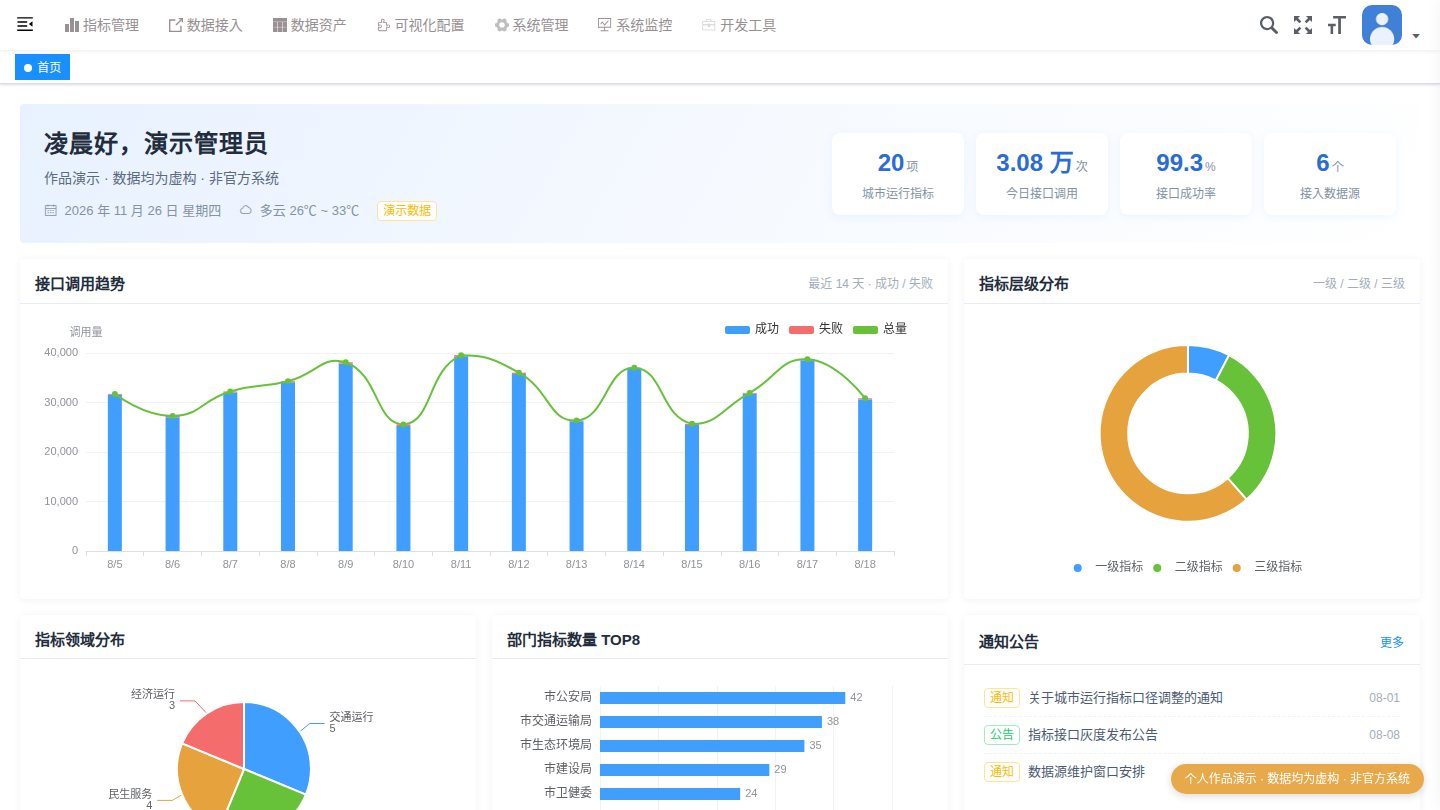 指标管理 数据接入 数据资产 可视化配置 系统管理 系统监控 开发工具
首页
凌晨好，演示管理员
作品演示 · 数据均为虚构 · 非官方系统
2026 年 11 月 26 日 星期四 多云 26℃ ~ 33℃ 演示数据
20 项
城市运行指标
3.08 万 次
今日接口调用
99.3 %
接口成功率
6 个
接入数据源
接口调用趋势
最近 14 天 · 成功 / 失败
调用量
成功 失败 总量
40,000
30,000
20,000
10,000
0
8/5 8/6 8/7 8/8 8/9 8/10 8/11 8/12 8/13 8/14 8/15 8/16 8/17 8/18
指标层级分布
一级 / 二级 / 三级
一级指标 二级指标 三级指标
指标领域分布
经济运行
3
交通运行
5
民生服务
4
部门指标数量 TOP8
市公安局 42
市交通运输局 38
市生态环境局 35
市建设局 29
市卫健委 24
通知公告
更多
通知 关于城市运行指标口径调整的通知 08-01
公告 指标接口灰度发布公告 08-08
通知 数据源维护窗口安排
个人作品演示 · 数据均为虚构 · 非官方系统